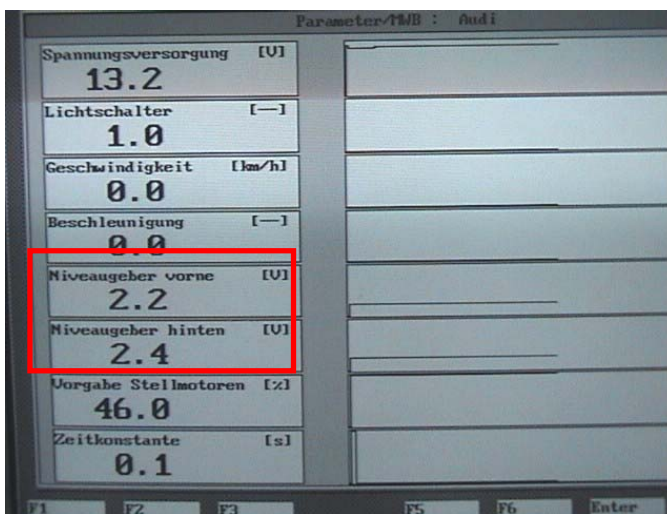 Parameter/MWB : Audi
Spannungsversorgung [V]
13.2
Lichtschalter [—]
1.0
Geschwindigkeit [km/h]
0.0
Beschleunigung [—]
0.0
Niveaugeber vorne [V]
2.2
Niveaugeber hinten [V]
2.4
Vorgabe Stellmotoren [%]
46.0
Zeitkonstante [s]
0.1
F1 F2 F3 F5 F6 Enter